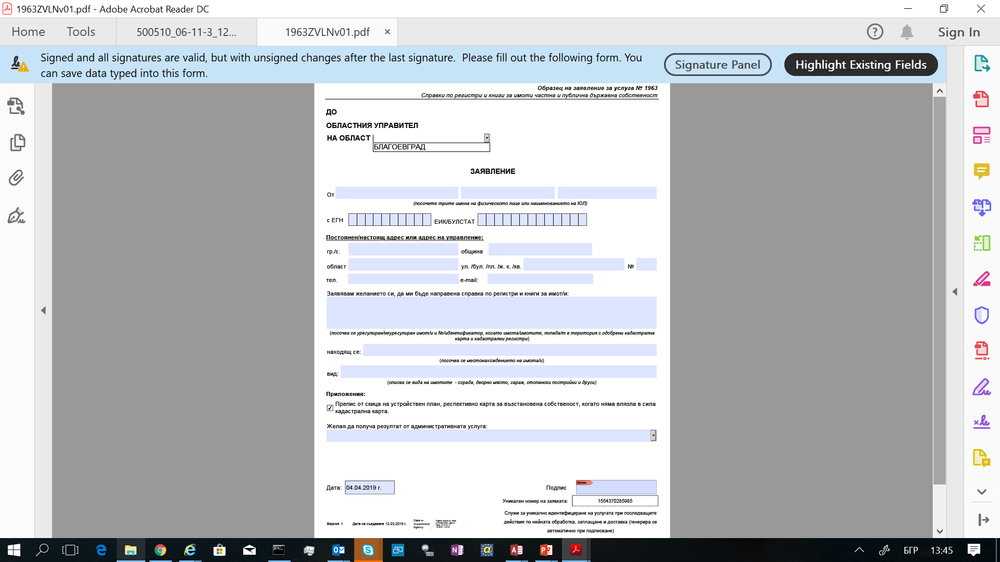 1963ZVLNv01.pdf - Adobe Acrobat Reader DC
Home Tools 500510_06-11-3_12... 1963ZVLNv01.pdf × Sign In
Signed and all signatures are valid, but with unsigned changes after the last signature. Please fill out the following form. You
can save data typed into this form.
Signature Panel Highlight Existing Fields
Образец на заявление за услуга № 1963
Справки по регистри и книги за имоти частна и публична държавна собственост
ДО
ОБЛАСТНИЯ УПРАВИТЕЛ
НА ОБЛАСТ
БЛАГОЕВГРАД
ЗАЯВЛЕНИЕ
От
(посочете трите имена на физическото лице или наименованието на ЮЛ)
с ЕГН ЕИК/БУЛСТАТ
Постоянен/настоящ адрес или адрес на управление:
гр./с. община
област ул. /бул. /пл. /ж. к. /кв. №
тел. e-mail:
Заявявам желанието си, да ми бъде направена справка по регистри и книги за имот/и:
(посочва се урегулиран/неурегулиран имот/и и №/идентификатор, когато имота/имотите, попада/т в територия с одобрени кадастрална
карта и кадастрални регистри)
находящ се:
(посочва се местонахождението на имота/и)
вид:
(описва се вида на имотите - сграда, дворно място, гараж, стопански постройки и други)
Приложения:
Препис от скица на устройствен план, респективно карта за възстановена собственост, когато няма влязла в сила
кадастрална карта.
Желая да получа резултат от административната услуга:
Дата: 04.04.2019 г. Подпис
Уникален номер на заявката: 1554370285985
Служи за уникално идентифициране на услугата при последващите
действия по нейната обработка, заплащане и доставка (генерира се
автоматично при подписване)
Версия 1 Дата на създаване 12.03.2019 г.
State e-
Government
Agency
БГР 13:45